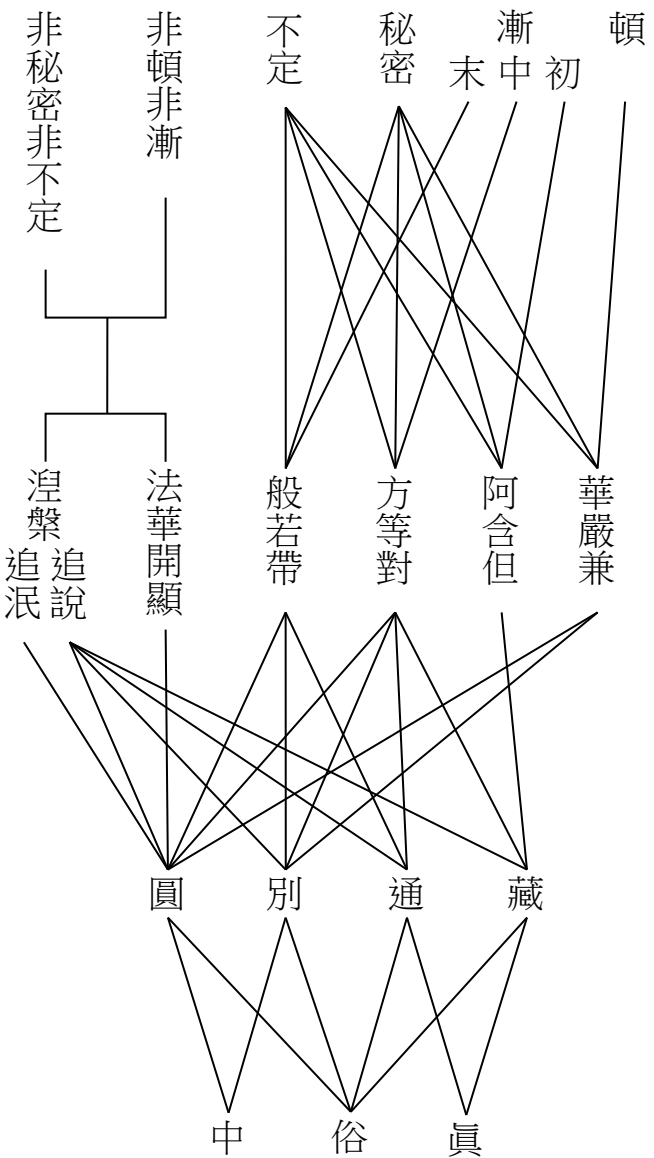 頓
漸
初
中
末
秘密
不定
非頓非漸
非秘密非不定
華嚴兼
阿含但
方等對
般若帶
法華開顯
涅槃
追說
追泯
藏
通
別
圓
眞
俗
中